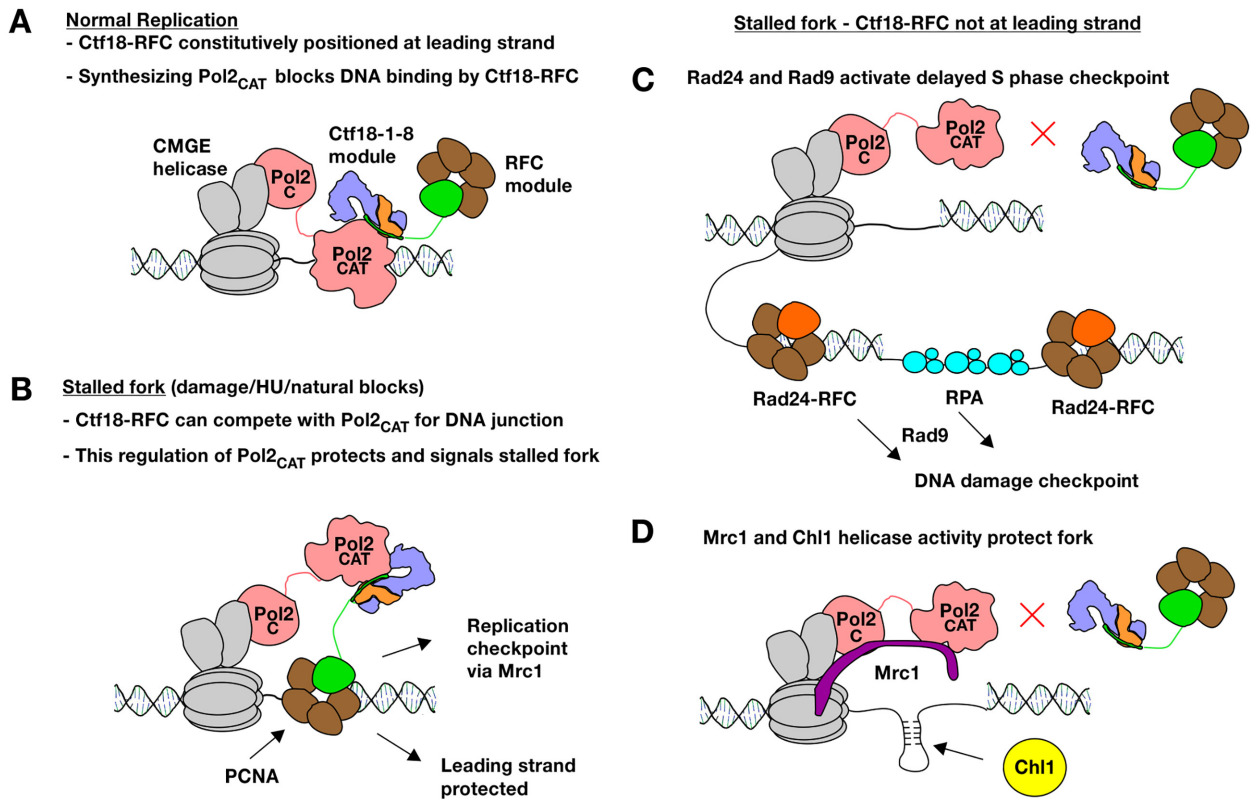 A
Normal Replication
- Ctf18-RFC constitutively positioned at leading strand
- Synthesizing Pol2CAT blocks DNA binding by Ctf18-RFC
CMGE
helicase
Pol2
C
Ctf18-1-8
module
RFC
module
Pol2
CAT
B
Stalled fork (damage/HU/natural blocks)
- Ctf18-RFC can compete with Pol2CAT for DNA junction
- This regulation of Pol2CAT protects and signals stalled fork
Pol2
CAT
Pol2
C
Replication
checkpoint
via Mrc1
PCNA
Leading strand
protected
Stalled fork - Ctf18-RFC not at leading strand
C
Rad24 and Rad9 activate delayed S phase checkpoint
Pol2
C
Pol2
CAT
Rad24-RFC
RPA
Rad24-RFC
Rad9
DNA damage checkpoint
D
Mrc1 and Chl1 helicase activity protect fork
Pol2
C
Pol2
CAT
Mrc1
Chl1